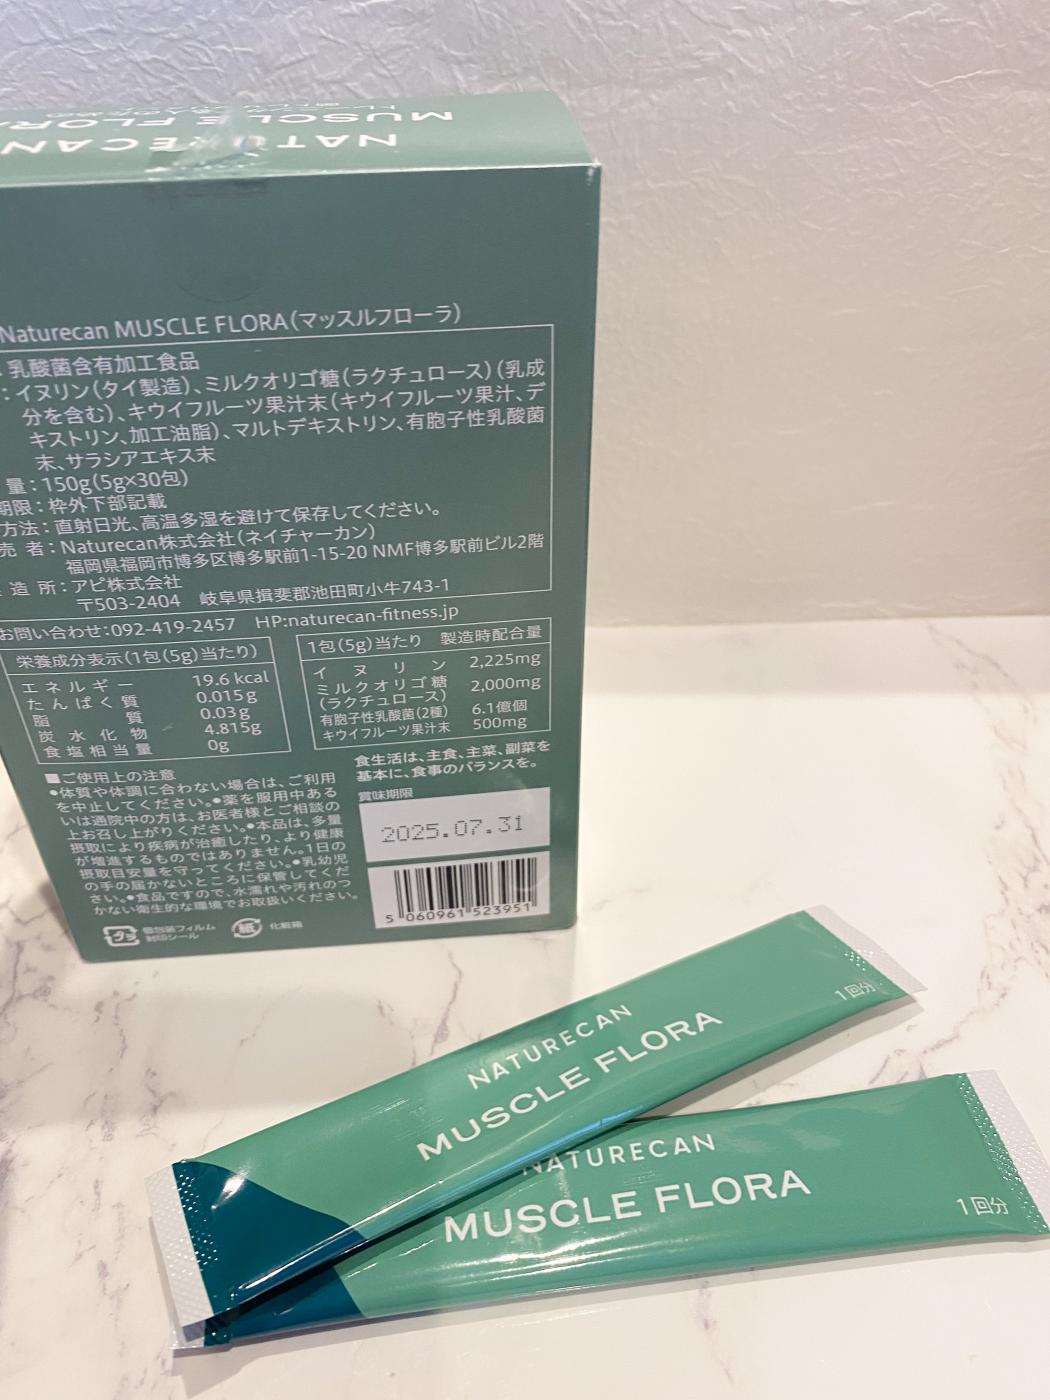 NATURECAN
MUSCLE FLORA
Naturecan MUSCLE FLORA(マッスルフローラ)
:乳酸菌含有加工食品
:イヌリン(タイ製造)、ミルクオリゴ糖(ラクチュロース)(乳成
分を含む)、キウイフルーツ果汁末(キウイフルーツ果汁、デ
キストリン、加工油脂)、マルトデキストリン、有胞子性乳酸菌
末、サラシアエキス末
量:150g(5g×30包)
期限:枠外下部記載
方法:直射日光、高温多湿を避けて保存してください。
売 者:Naturecan株式会社(ネイチャーカン)
福岡県福岡市博多区博多駅前1-15-20 NMF博多駅前ビル2階
造 所:アピ株式会社
〒503-2404 岐阜県揖斐郡池田町小牛743-1
お問い合わせ:092-419-2457 HP:naturecan-fitness.jp
栄養成分表示(1包(5g)当たり)
エネルギー 19.6 kcal
たんぱく質 0.015g
脂質 0.03g
炭水化物 4.815g
食塩相当量 0g
1包(5g)当たり 製造時配合量
イヌリン 2,225mg
ミルクオリゴ糖
(ラクチュロース) 2,000mg
有胞子性乳酸菌(2種) 6.1億個
キウイフルーツ果汁末 500mg
食生活は、主食、主菜、副菜を
基本に、食事のバランスを。
■ご使用上の注意
●体質や体調に合わない場合は、ご利用
を中止してください。●薬を服用中ある
いは通院中の方は、お医者様とご相談の
上お召し上がりください。●本品は、多量
摂取により疾病が治癒したり、より健康
が増進するものではありません。1日の
摂取目安量を守ってください。●乳幼児
の手の届かないところに保管してくだ
さい。●食品ですので、水濡れや汚れのつ
かない衛生的な環境でお取扱いください。
賞味期限
2025.07.31
5 060961 523951
プラ
個包装フィルム
封印シール
紙
化粧箱
NATURECAN
MUSCLE FLORA
1回分
NATURECAN
MUSCLE FLORA
1回分